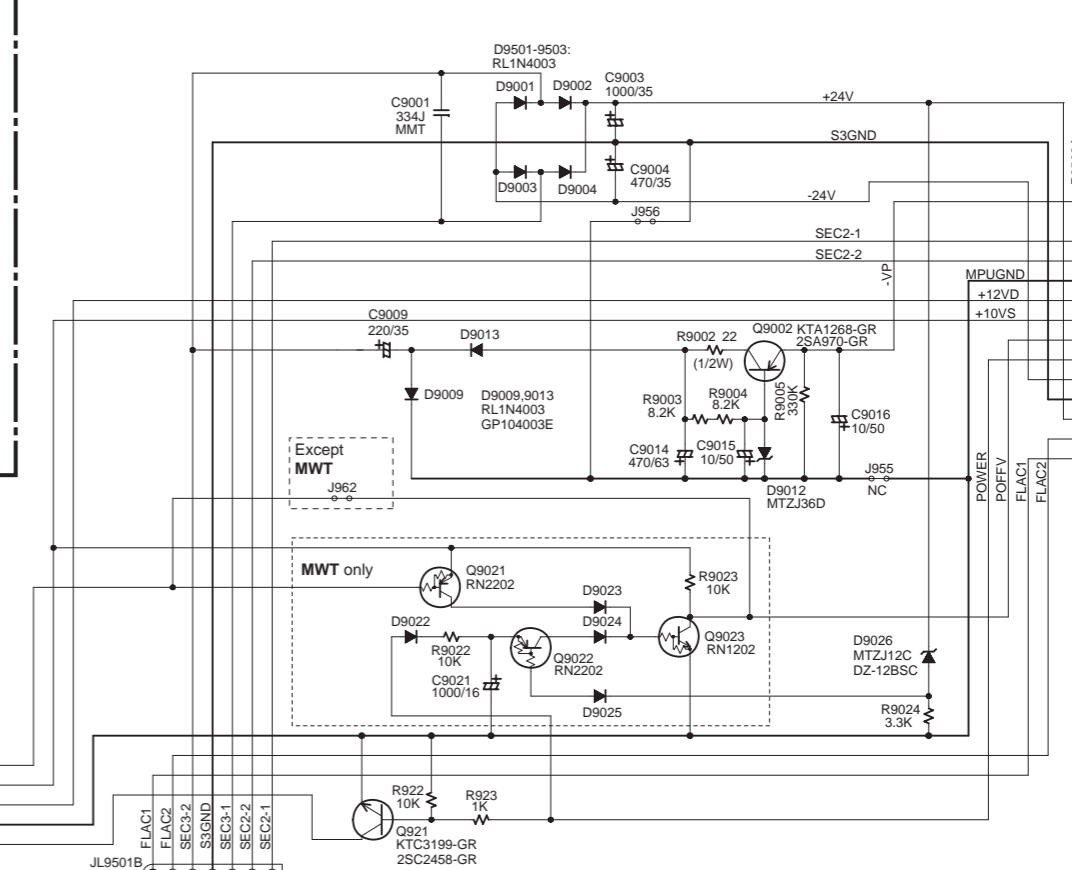 D9501-9503:
RL1N4003
D9001
D9002
C9003
1000/35
C9001
334J
MMT
+24V
S3GND
D9003
D9004
C9004
470/35
-24V
J956
SEC2-1
SEC2-2
-VP
MPUGND
+12VD
+10VS
C9009
220/35
D9013
R9002 22
(1/2W)
Q9002
KTA1268-GR
2SA970-GR
D9009
D9009,9013
RL1N4003
GP104003E
R9003
8.2K
R9004
8.2K
R9005
330K
C9016
10/50
C9014
470/63
C9015
10/50
D9012
MTZJ36D
J955
NC
Except
MWT
J962
POWER
POFFV
FLAC1
FLAC2
MWT only
Q9021
RN2202
D9023
R9023
10K
D9022
R9022
10K
D9024
Q9022
RN2202
Q9023
RN1202
C9021
1000/16
D9025
D9026
MTZJ12C
DZ-12BSC
R9024
3.3K
R922
10K
R923
1K
Q921
KTC3199-GR
2SC2458-GR
FLAC1
FLAC2
SEC3-2
S3GND
SEC3-1
SEC2-2
SEC2-1
JL9501B